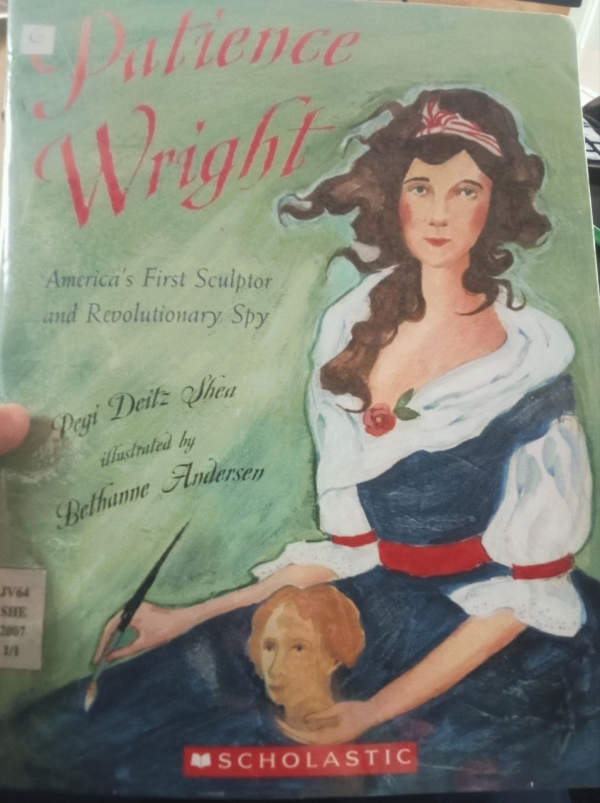 Patience
Wright
America's First Sculptor
and Revolutionary Spy
Pegi Deitz Shea
illustrated by
Bethanne Andersen
JV64
SHE
2007
1/1
SCHOLASTIC